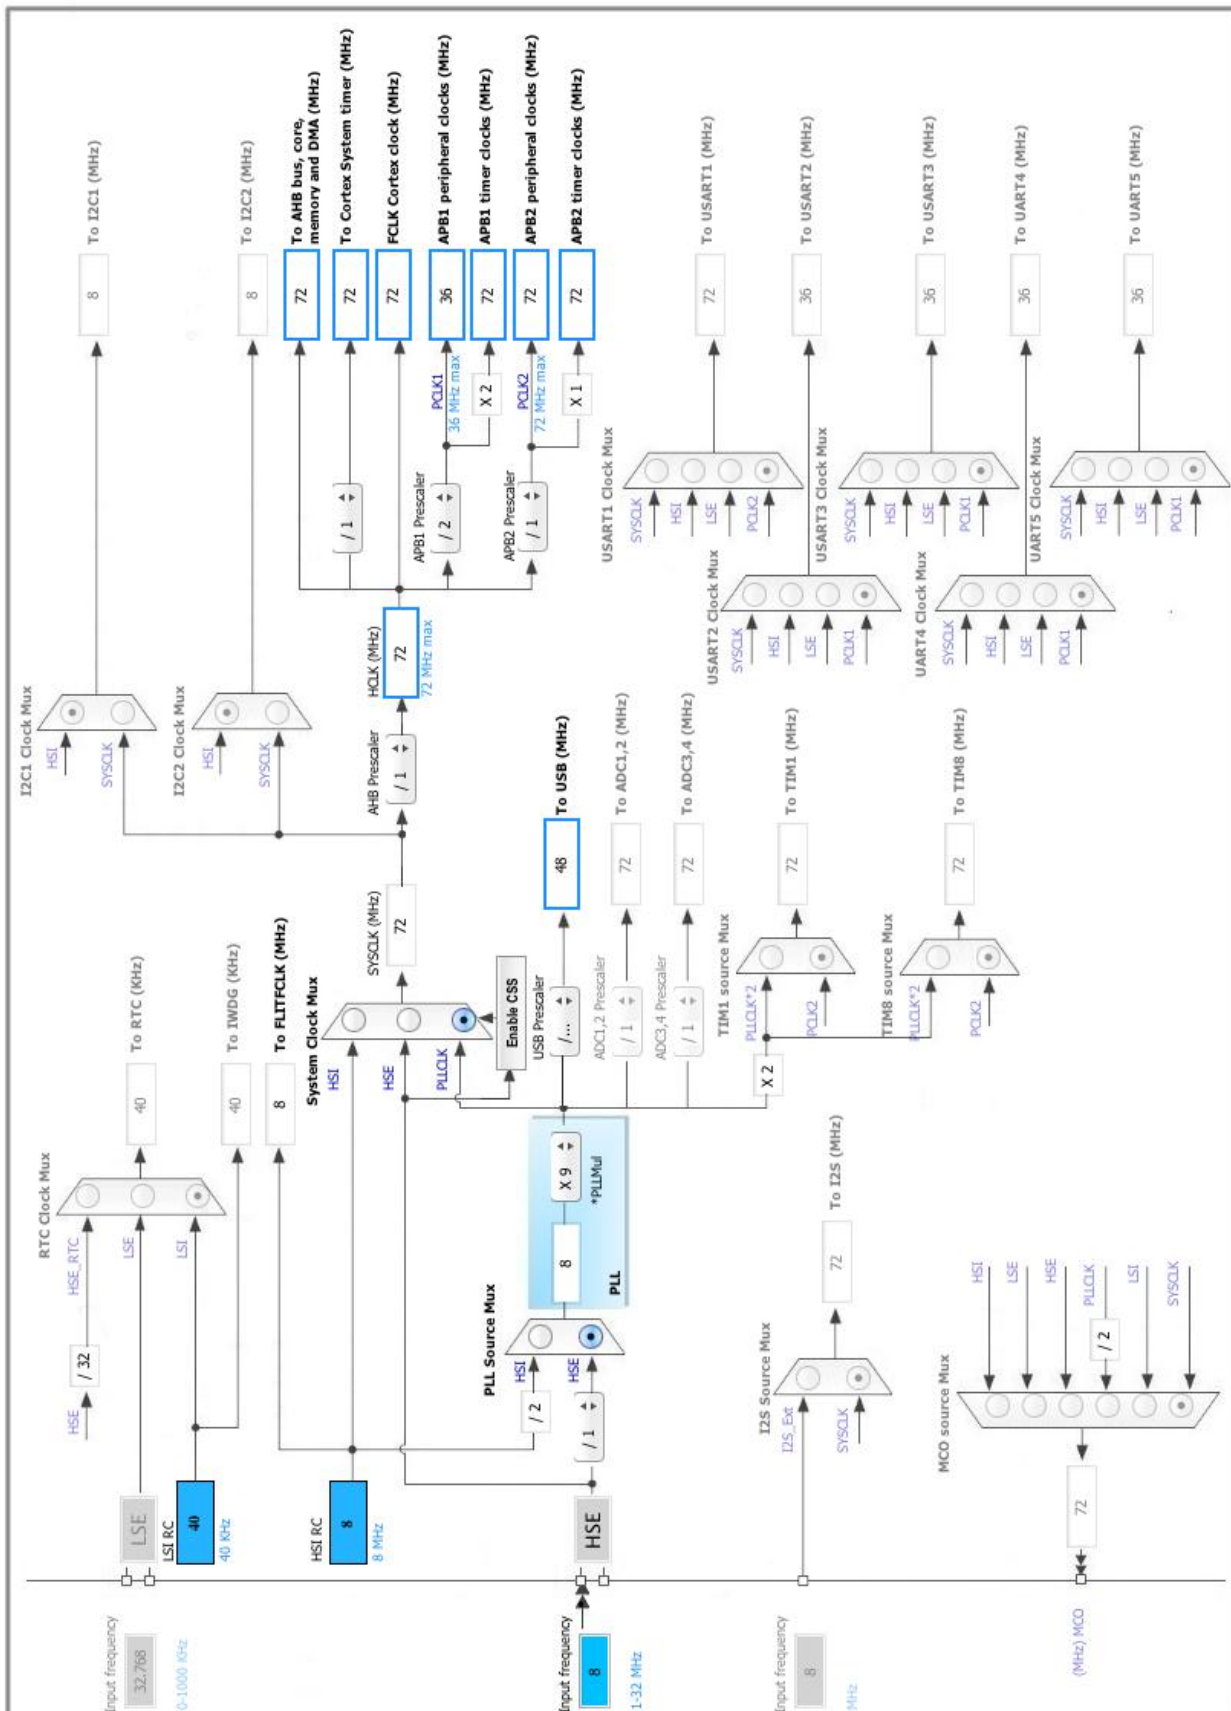 Input frequency
32.768
0-1000 KHz
LSE
LSI RC
40
40 KHz
HSE
/ 32
HSE_RTC
LSE
LSI
RTC Clock Mux
40
To RTC (KHz)
40
To IWDG (KHz)
8
To FLITFCLK (MHz)
HSI RC
8
8 MHz
Input frequency
8
1-32 MHz
HSE
/ 2
/ 1
HSI
HSE
PLL Source Mux
8
X 9
*PLLMul
PLL
System Clock Mux
HSI
HSE
PLLCLK
Enable CSS
SYSCLK (MHz)
72
AHB Prescaler
/ 1
HCLK (MHz)
72
72 MHz max
I2C1 Clock Mux
HSI
SYSCLK
8
To I2C1 (MHz)
I2C2 Clock Mux
HSI
SYSCLK
8
To I2C2 (MHz)
72
To AHB bus, core,
memory and DMA (MHz)
/ 1
72
To Cortex System timer (MHz)
72
FCLK Cortex clock (MHz)
APB1 Prescaler
/ 2
PCLK1
36 MHz max
36
APB1 peripheral clocks (MHz)
X 2
72
APB1 timer clocks (MHz)
APB2 Prescaler
/ 1
PCLK2
72 MHz max
72
APB2 peripheral clocks (MHz)
X 1
72
APB2 timer clocks (MHz)
USB Prescaler
/...
48
To USB (MHz)
ADC1,2 Prescaler
/ 1
72
To ADC1,2 (MHz)
ADC3,4 Prescaler
/ 1
72
To ADC3,4 (MHz)
X 2
TIM1 source Mux
PLLCLK*2
PCLK2
72
To TIM1 (MHz)
TIM8 source Mux
PLLCLK*2
PCLK2
72
To TIM8 (MHz)
USART1 Clock Mux
SYSCLK
HSI
LSE
PCLK2
72
To USART1 (MHz)
USART2 Clock Mux
SYSCLK
HSI
LSE
PCLK1
36
To USART2 (MHz)
USART3 Clock Mux
SYSCLK
HSI
LSE
PCLK1
36
To USART3 (MHz)
UART4 Clock Mux
SYSCLK
HSI
LSE
PCLK1
36
To UART4 (MHz)
UART5 Clock Mux
SYSCLK
HSI
LSE
PCLK1
36
To UART5 (MHz)
Input frequency
8
MHz
I2S Source Mux
I2S_Ext
SYSCLK
72
To I2S (MHz)
MCO source Mux
HSI
LSE
HSE
PLLCLK
/ 2
LSI
SYSCLK
72
(MHz) MCO